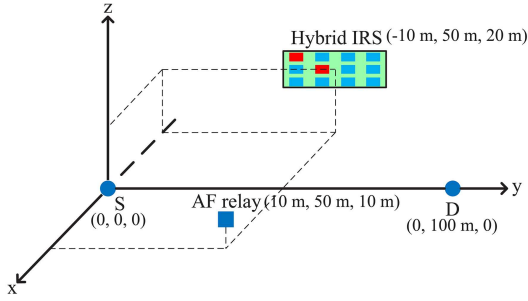 z
Hybrid IRS (-10 m, 50 m, 20 m)
y
S
(0, 0, 0)
AF relay (10 m, 50 m, 10 m)
D
(0, 100 m, 0)
x